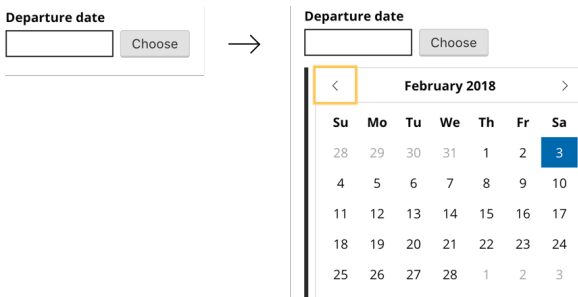 Departure date
Choose
Departure date
Choose
February 2018
Su Mo Tu We Th Fr Sa
28 29 30 31 1 2 3
4 5 6 7 8 9 10
11 12 13 14 15 16 17
18 19 20 21 22 23 24
25 26 27 28 1 2 3